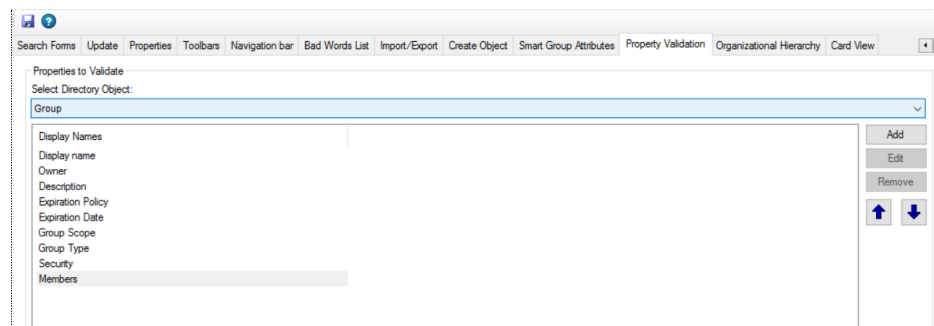 Search Forms Update Properties Toolbars Navigation bar Bad Words List Import/Export Create Object Smart Group Attributes Property Validation Organizational Hierarchy Card View
Properties to Validate
Select Directory Object:
Group
Display Names
Add
Display name
Edit
Owner
Description
Remove
Expiration Policy
Expiration Date
Group Scope
Group Type
Security
Members